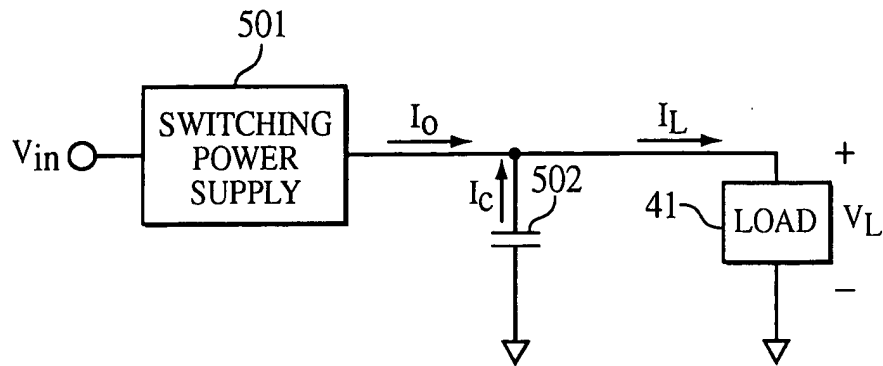 501
SWITCHING
POWER
SUPPLY
Vin
IO
IL
IC
502
41
LOAD
+
VL
−